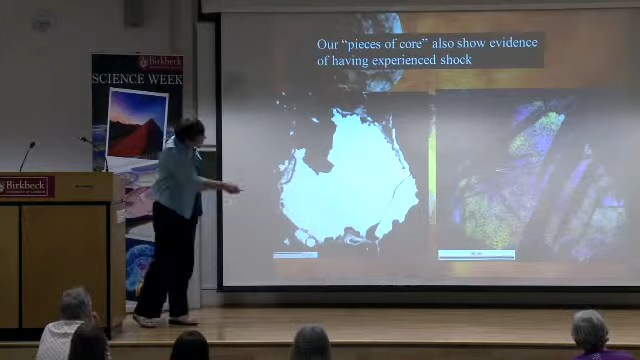 Our "pieces of core" also show evidence
of having experienced shock
Birkbeck
SCIENCE WEEK
Birkbeck